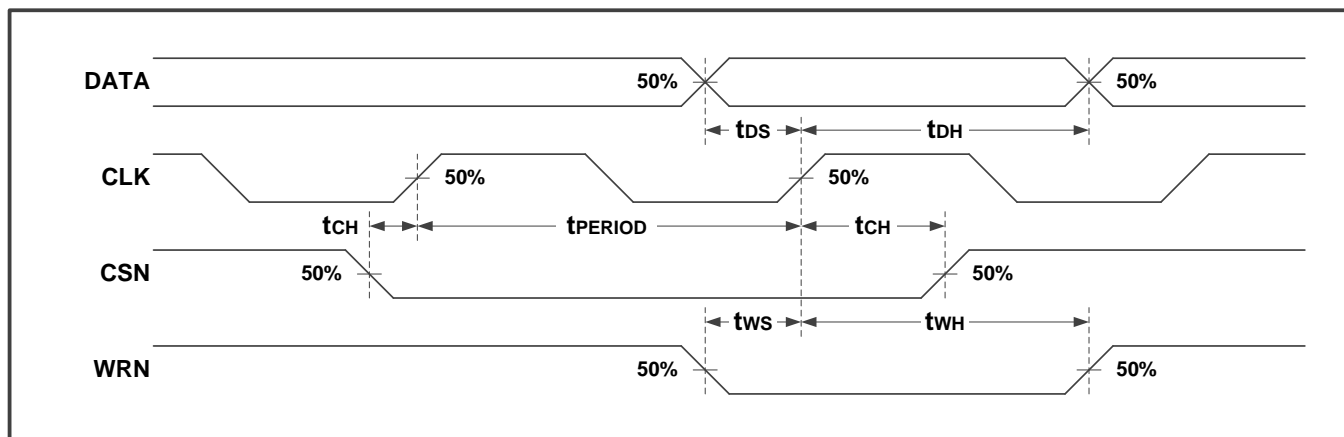 DATA 50% 50%
tDS tDH
CLK 50% 50%
tCH tPERIOD tCH
CSN 50% 50%
tWS tWH
WRN 50% 50%